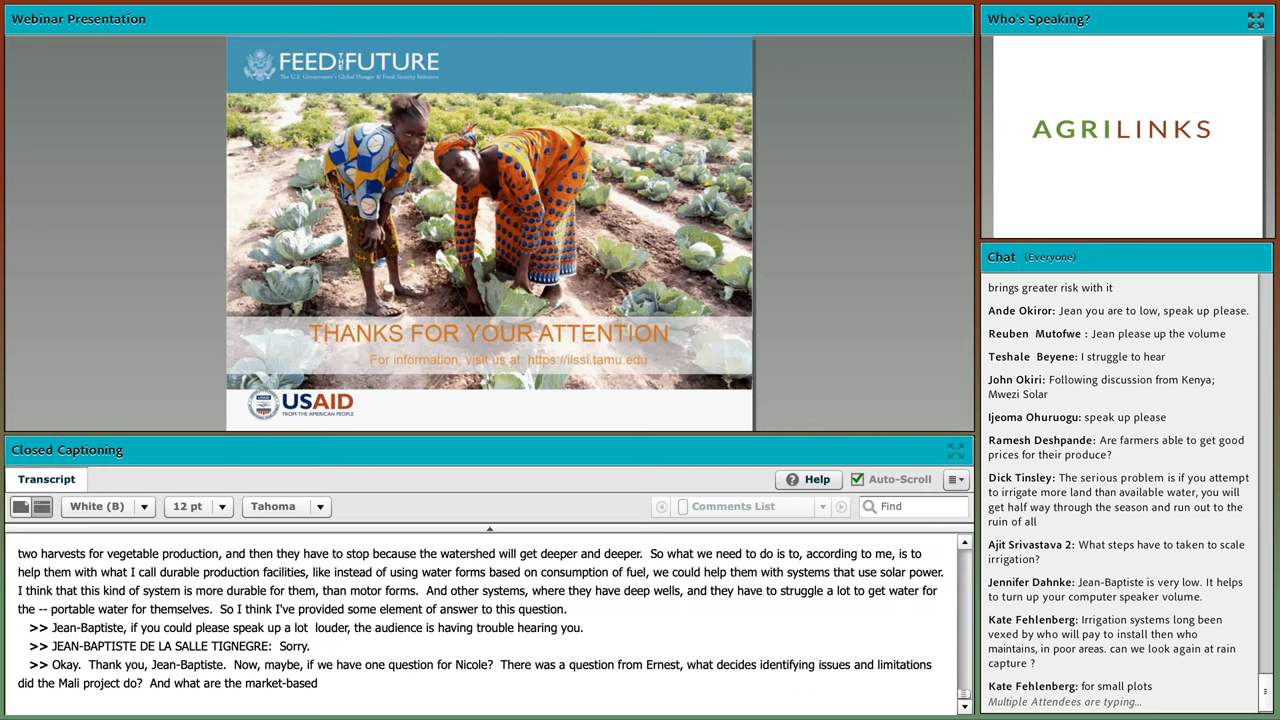 Webinar Presentation
FEED THE FUTURE
The U.S. Government's Global Hunger & Food Security Initiative
THANKS FOR YOUR ATTENTION
For information, visit us at: https://ilssi.tamu.edu
USAID
FROM THE AMERICAN PEOPLE
Who's Speaking?
AGRILINKS
Chat (Everyone)
brings greater risk with it
Ande Okiror: Jean you are to low, speak up please.
Reuben Mutofwe : Jean please up the volume
Teshale Beyene: I struggle to hear
John Okiri: Following discussion from Kenya;
Mwezi Solar
Ijeoma Ohuruogu: speak up please
Ramesh Deshpande: Are farmers able to get good
prices for their produce?
Dick Tinsley: The serious problem is if you attempt
to irrigate more land than available water, you will
get half way through the season and run out to the
ruin of all
Ajit Srivastava 2: What steps have to taken to scale
irrigation?
Jennifer Dahnke: Jean-Baptiste is very low. It helps
to turn up your computer speaker volume.
Kate Fehlenberg: Irrigation systems long been
vexed by who will pay to install then who
maintains, in poor areas. can we look again at rain
capture ?
Kate Fehlenberg: for small plots
Multiple Attendees are typing...
Closed Captioning
Transcript
Help
Auto-Scroll
White (B)
12 pt
Tahoma
Comments List
Find
two harvests for vegetable production, and then they have to stop because the watershed will get deeper and deeper. So what we need to do is to, according to me, is to
help them with what I call durable production facilities, like instead of using water forms based on consumption of fuel, we could help them with systems that use solar power.
I think that this kind of system is more durable for them, than motor forms. And other systems, where they have deep wells, and they have to struggle a lot to get water for
the -- portable water for themselves. So I think I've provided some element of answer to this question.
>> Jean-Baptiste, if you could please speak up a lot louder, the audience is having trouble hearing you.
>> JEAN-BAPTISTE DE LA SALLE TIGNEGRE: Sorry.
>> Okay. Thank you, Jean-Baptiste. Now, maybe, if we have one question for Nicole? There was a question from Ernest, what decides identifying issues and limitations
did the Mali project do? And what are the market-based